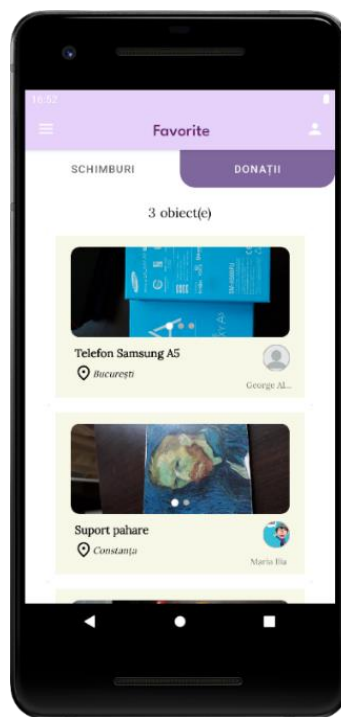 16:52
Favorite
SCHIMBURI
DONAȚII
3 obiect(e)
Telefon Samsung A5
București
George Al...
Suport pahare
Constanța
Maria Ilia